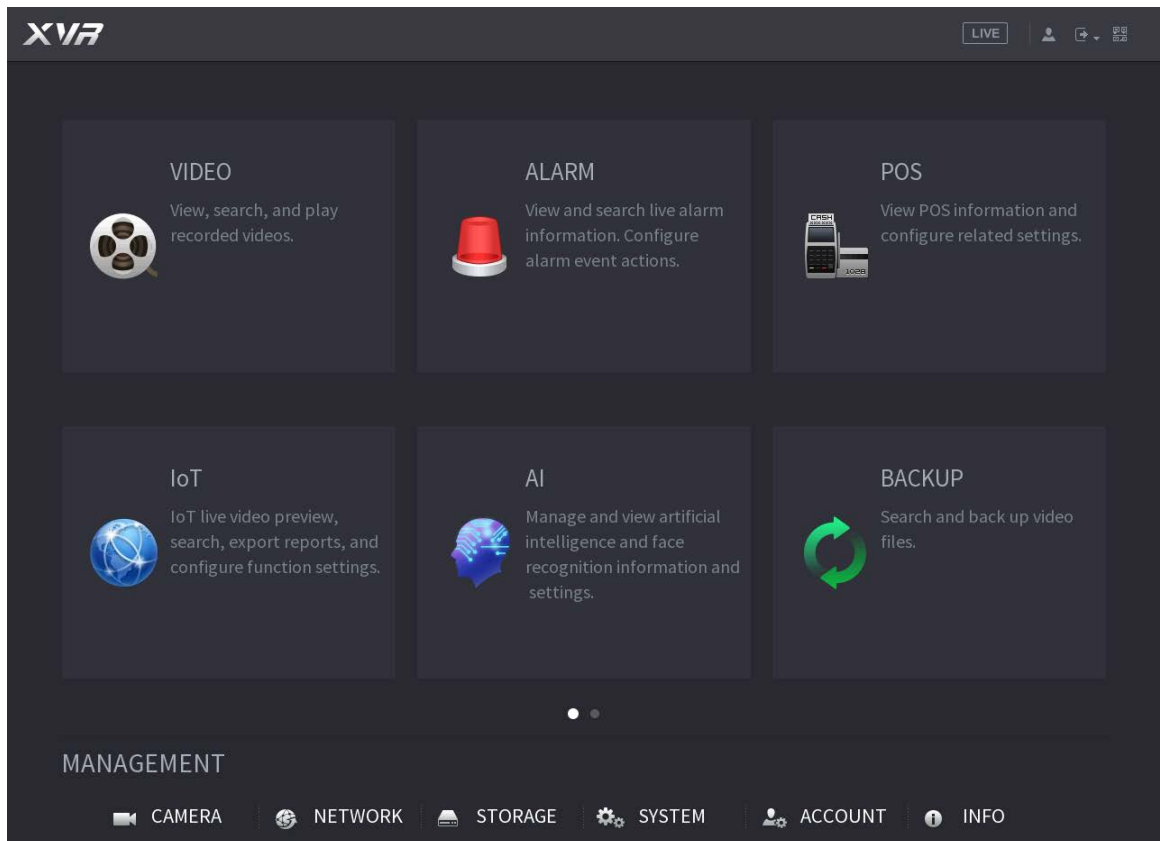 XVR
LIVE
VIDEO
View, search, and play
recorded videos.
ALARM
View and search live alarm
information. Configure
alarm event actions.
POS
View POS information and
configure related settings.
CASH
1028
IoT
IoT live video preview,
search, export reports, and
configure function settings.
AI
Manage and view artificial
intelligence and face
recognition information and
settings.
BACKUP
Search and back up video
files.
MANAGEMENT
CAMERA
NETWORK
STORAGE
SYSTEM
ACCOUNT
INFO